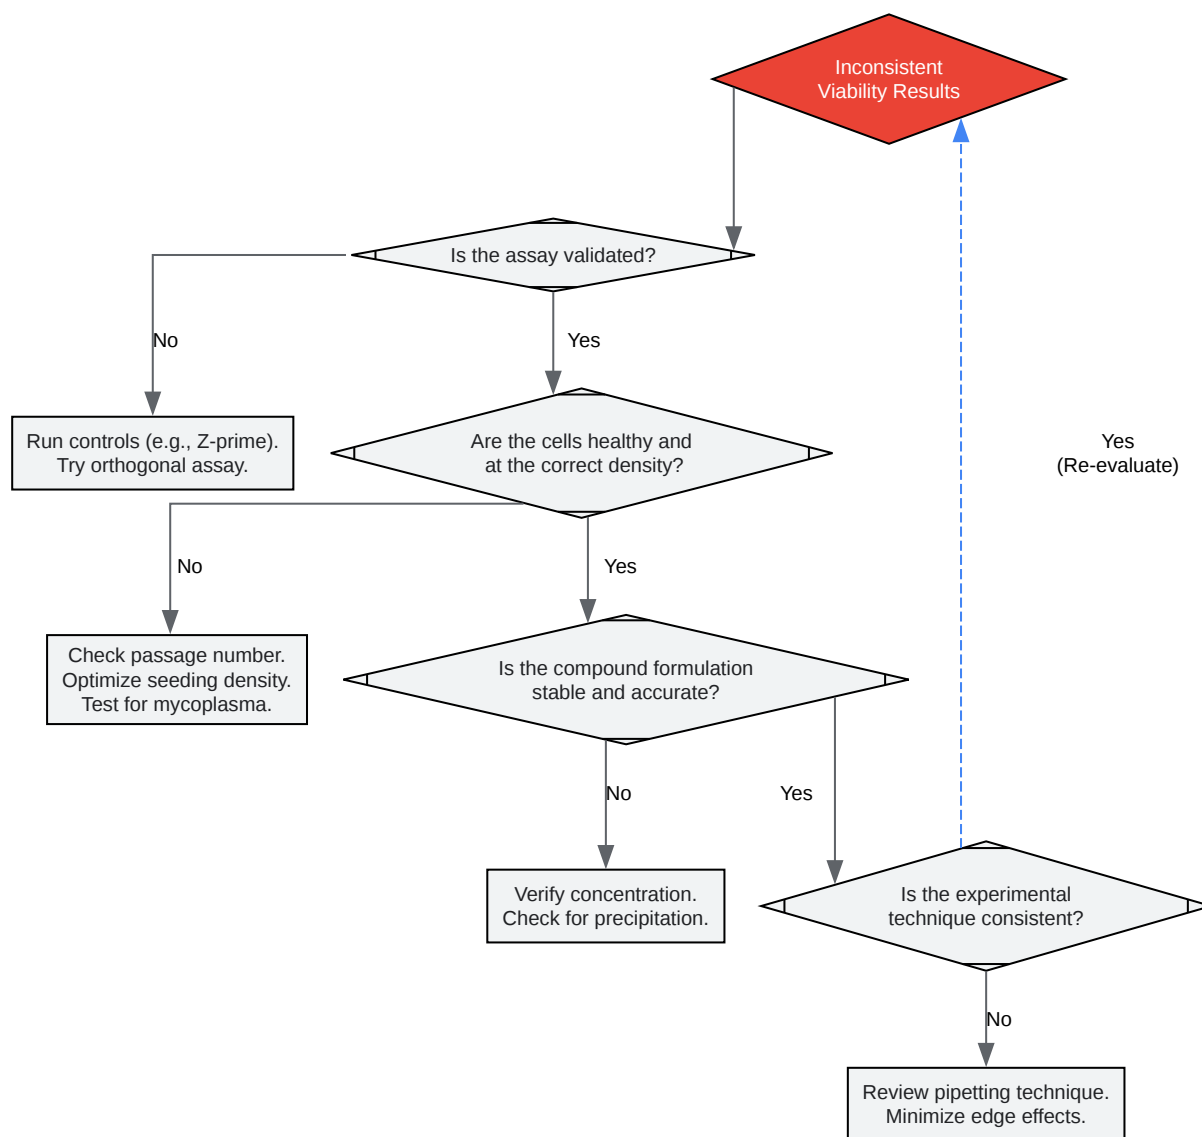 Inconsistent
Viability Results
Is the assay validated?
No
Yes
Run controls (e.g., Z-prime).
Try orthogonal assay.
Are the cells healthy and
at the correct density?
Yes
(Re-evaluate)
No
Yes
Check passage number.
Optimize seeding density.
Test for mycoplasma.
Is the compound formulation
stable and accurate?
No
Yes
Verify concentration.
Check for precipitation.
Is the experimental
technique consistent?
No
Review pipetting technique.
Minimize edge effects.